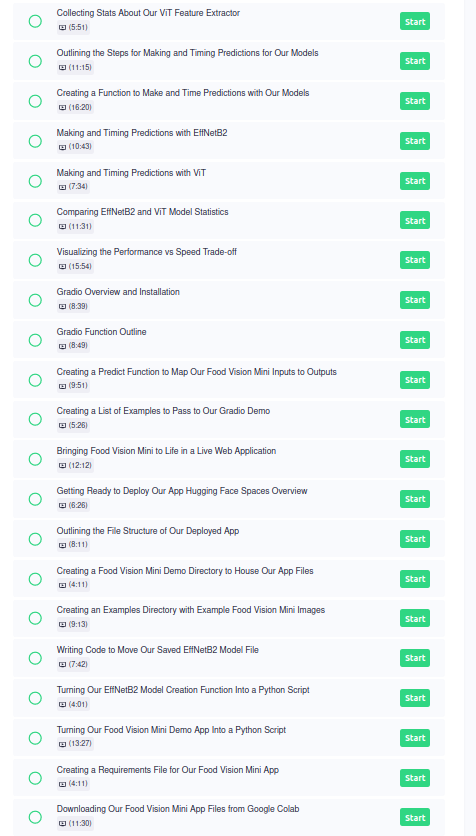 Collecting Stats About Our ViT Feature Extractor
Start
(5:51)
Outlining the Steps for Making and Timing Predictions for Our Models
Start
(11:15)
Creating a Function to Make and Time Predictions with Our Models
Start
(16:20)
Making and Timing Predictions with EffNetB2
Start
(10:43)
Making and Timing Predictions with ViT
Start
(7:34)
Comparing EffNetB2 and ViT Model Statistics
Start
(11:31)
Visualizing the Performance vs Speed Trade-off
Start
(15:54)
Gradio Overview and Installation
Start
(8:39)
Gradio Function Outline
Start
(8:49)
Creating a Predict Function to Map Our Food Vision Mini Inputs to Outputs
Start
(9:51)
Creating a List of Examples to Pass to Our Gradio Demo
Start
(5:26)
Bringing Food Vision Mini to Life in a Live Web Application
Start
(12:12)
Getting Ready to Deploy Our App Hugging Face Spaces Overview
Start
(6:26)
Outlining the File Structure of Our Deployed App
Start
(8:11)
Creating a Food Vision Mini Demo Directory to House Our App Files
Start
(4:11)
Creating an Examples Directory with Example Food Vision Mini Images
Start
(9:13)
Writing Code to Move Our Saved EffNetB2 Model File
Start
(7:42)
Turning Our EffNetB2 Model Creation Function Into a Python Script
Start
(4:01)
Turning Our Food Vision Mini Demo App Into a Python Script
Start
(13:27)
Creating a Requirements File for Our Food Vision Mini App
Start
(4:11)
Downloading Our Food Vision Mini App Files from Google Colab
Start
(11:30)